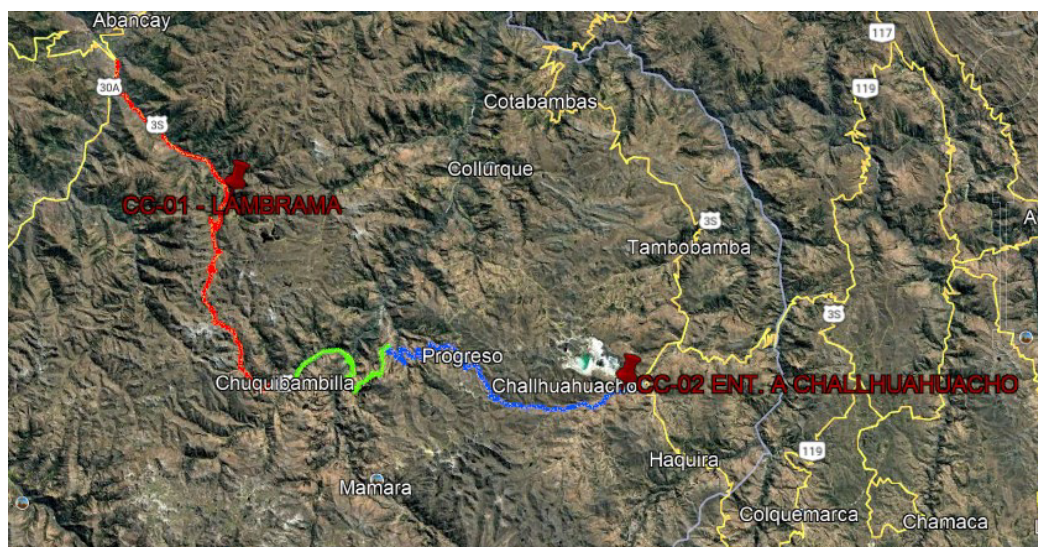 Abancay
117
30A
119
Cotabambas
3S
CC-01 - LAMBRAMA
Collurque
3S
Tambobamba
3S
Progreso
Chuquibambilla
Challhuahuacho
CC-02 ENT. A CHALLHUAHUACHO
Haquira
119
Mamara
Colquemarca
Chamaca